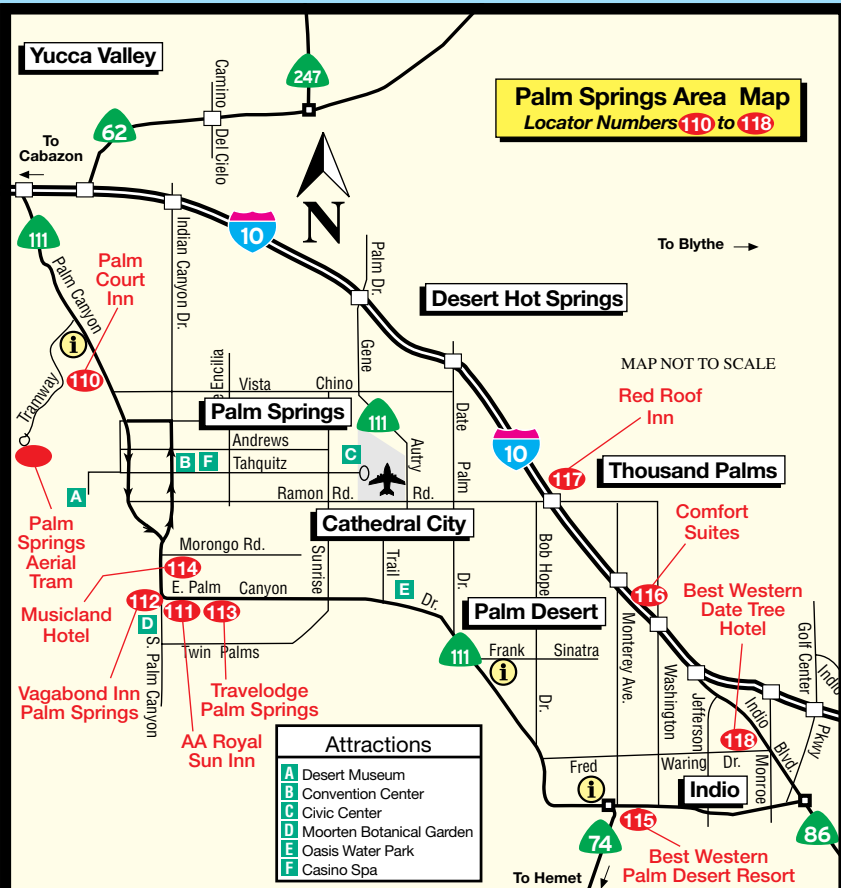 Yucca Valley
Camino
Del Cielo
247
Palm Springs Area Map
Locator Numbers 110 to 118
62
To
Cabazon
N
111
Palm Canyon
Indian Canyon Dr.
10
Palm Dr.
To Blythe
Palm
Court
Inn
Desert Hot Springs
i
110
Tramway
Gene
MAP NOT TO SCALE
Vista Chino
Red Roof
Inn
Palm Springs
111
Date
Andrews
Autry
10
B F
Tahquitz
C
117
Thousand Palms
A
Palm
Ramon Rd. Rd.
Palm
Springs
Aerial
Tram
Cathedral City
Comfort
Suites
Morongo Rd.
Sunrise
Trail
Bob Hope
114
Musicland
Hotel
E. Palm Canyon
E
Dr.
Dr.
116
Best Western
Date Tree
Hotel
112
111
113
Palm Desert
Golf Center
D
S. Palm Canyon
Twin Palms
111
Frank Sinatra
i
Monterey Ave.
Indio
Vagabond Inn
Palm Springs
Travelodge
Palm Springs
Dr.
Washington
Jefferson
Indio
Pkwy
AA Royal
Sun Inn
118
Blvd.
Attractions
A Desert Museum
B Convention Center
C Civic Center
D Moorten Botanical Garden
E Oasis Water Park
F Casino Spa
Fred Waring Dr.
Monroe
i
Indio
115
74
86
Best Western
Palm Desert Resort
To Hemet